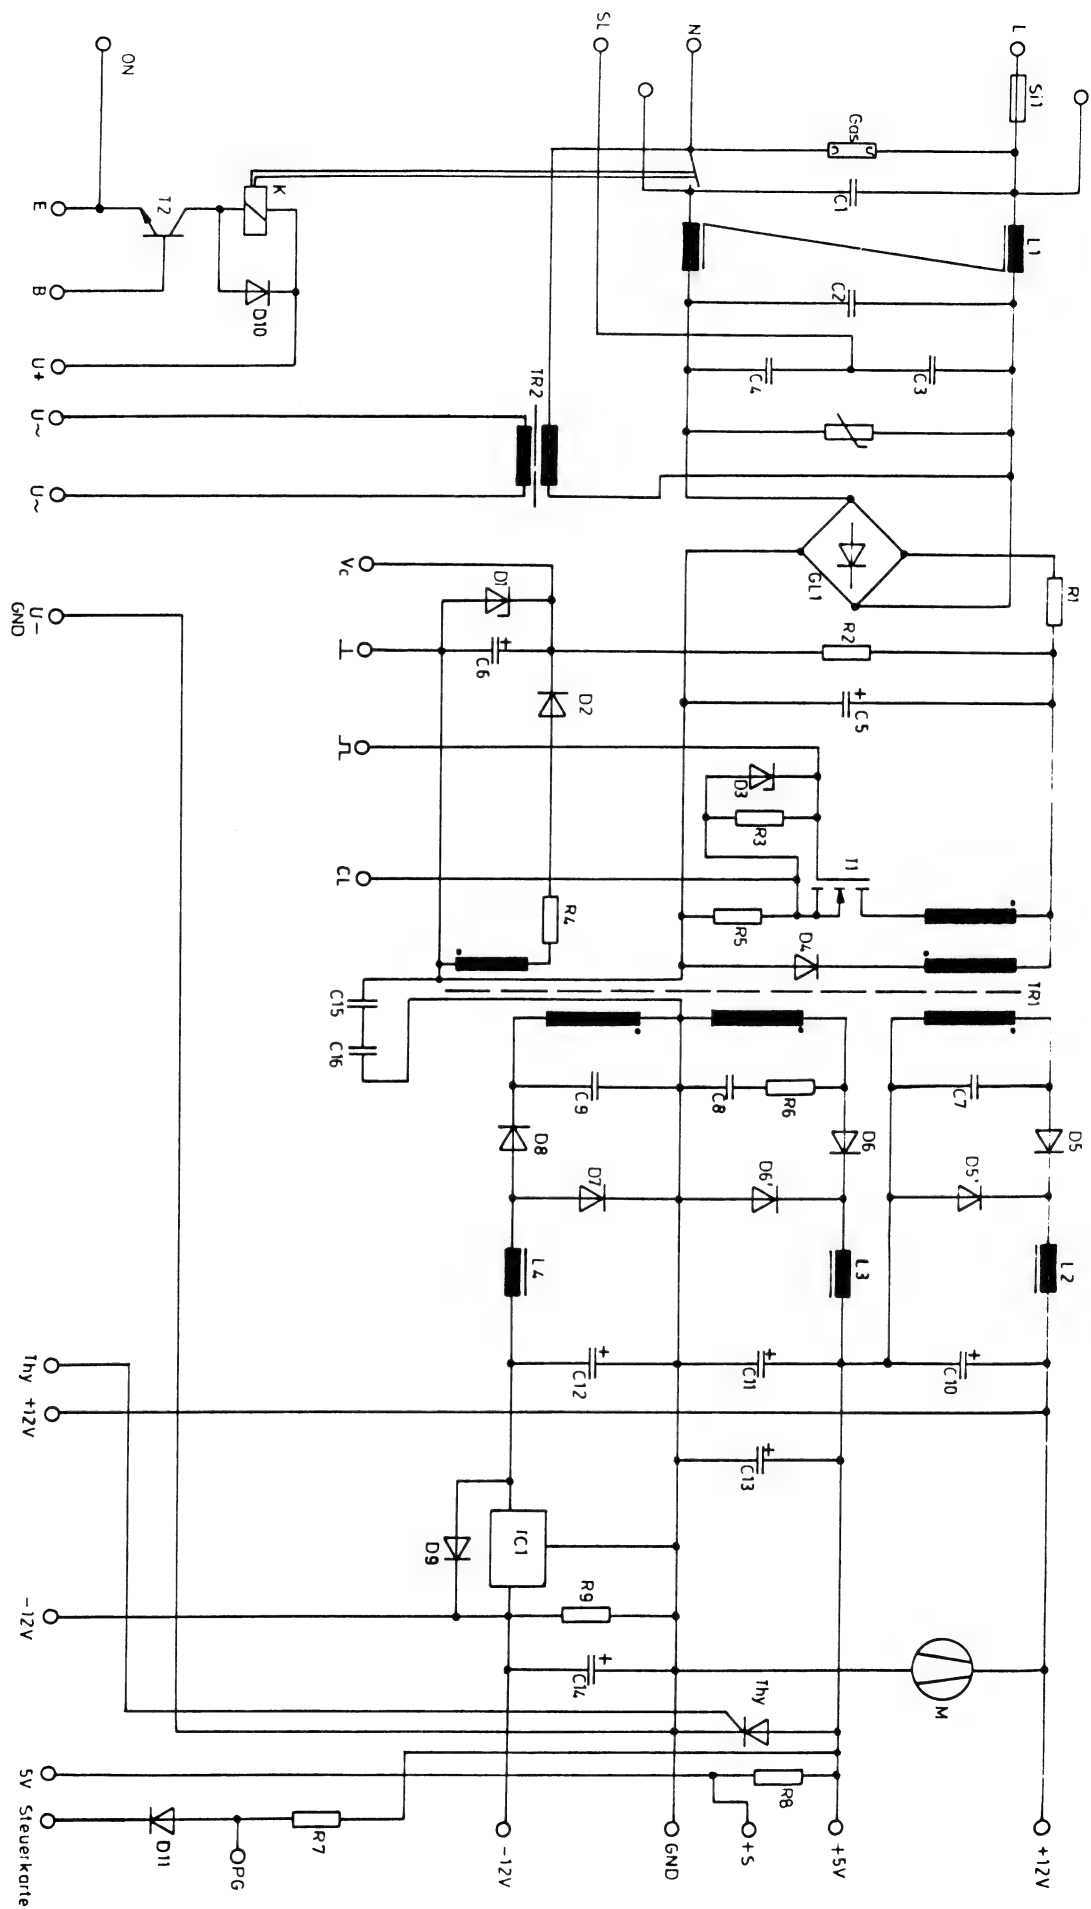 L
Si1
N
SL
ON
Gas
C1
L1
C2
C3
C4
K
T2
D10
E
B
U+
U~
U~
TR2
GL1
R1
R2
C5
Vc
D1
C6
D2
U-
GND
D3
R3
T1
CL
R4
R5
D4
TR1
C15
C16
C9
C8
R6
C7
D8
D7
D6
D6'
D5
D5'
L4
L3
L2
C12
C11
C10
C13
Thy
+12V
IC1
D9
R9
C14
-12V
M
Thy
R8
5V
Steuerkarte
D11
R7
PG
-12V
GND
+S
+5V
+12V